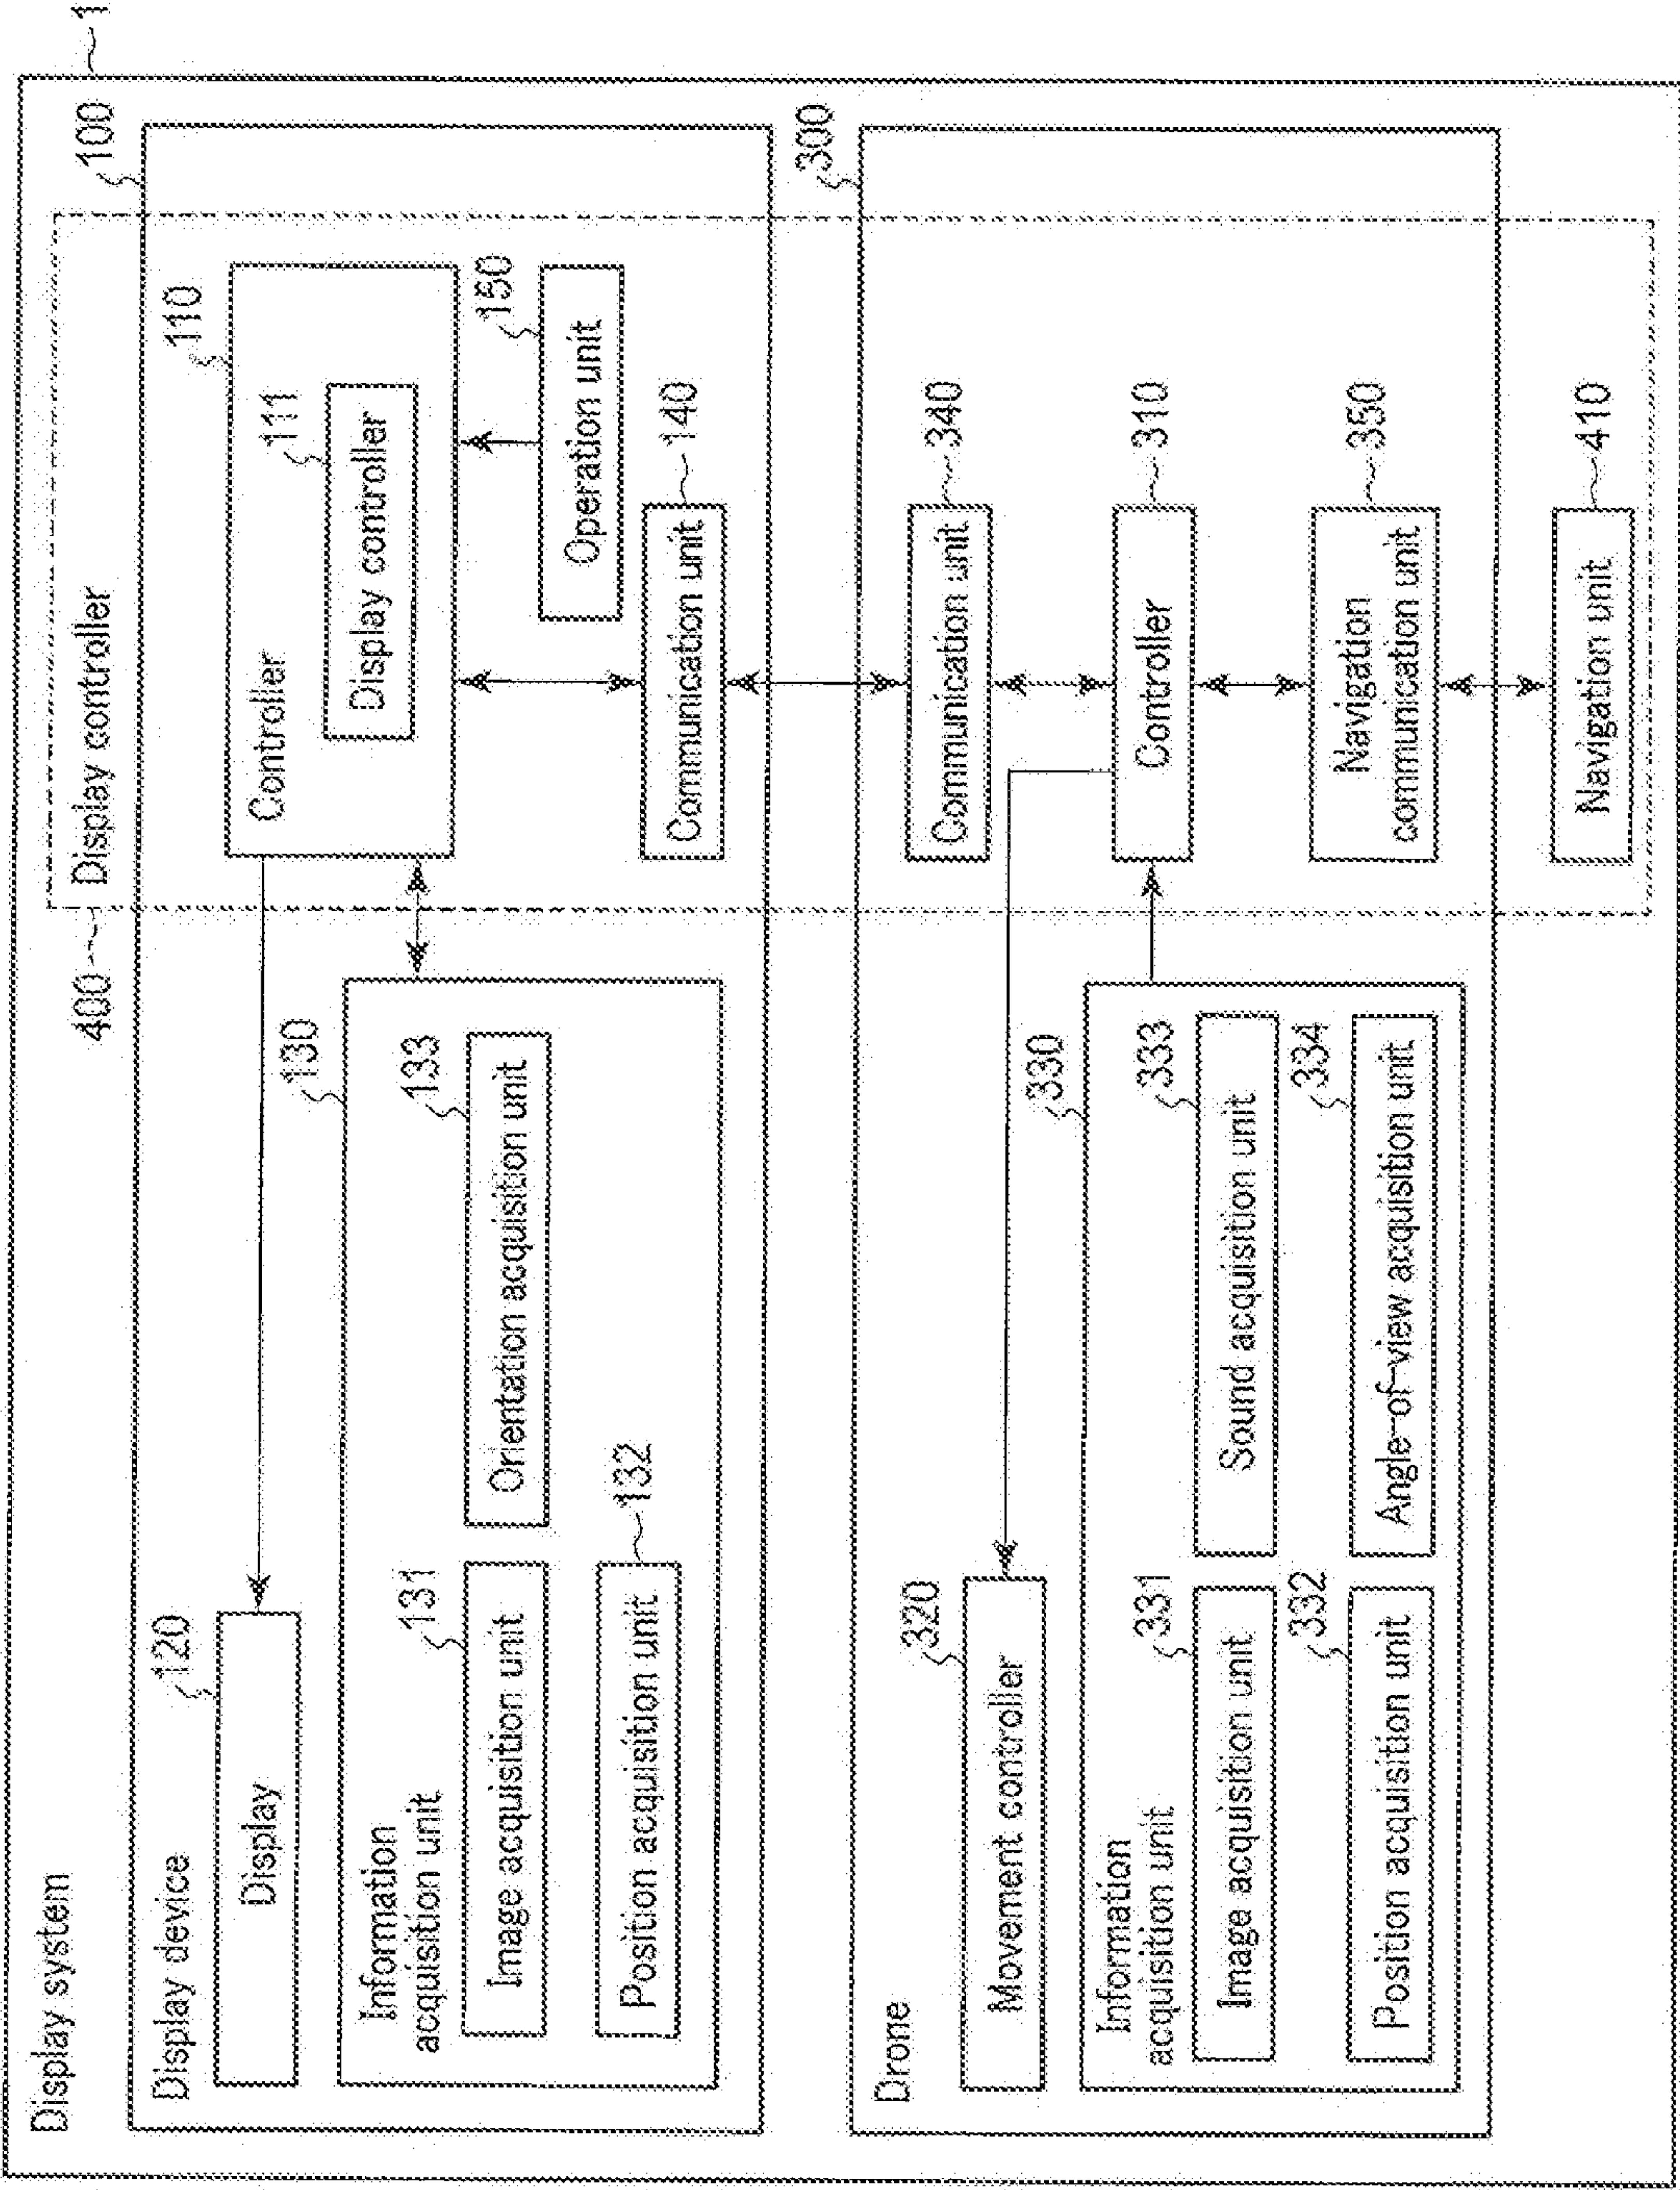 1
Display system
400
Display controller
100
Display device
120
Display
110
Controller
111
Display controller
130
Information
acquisition unit
131
Image acquisition unit
133
Orientation acquisition unit
150
Operation unit
132
Position acquisition unit
Communication unit
140
300
Drone
320
Movement controller
Communication unit
340
330
Information
acquisition unit
Controller
310
331
Image acquisition unit
333
Sound acquisition unit
332
Position acquisition unit
334
Angle-of-view acquisition unit
Navigation
communication unit
350
Navigation unit
410